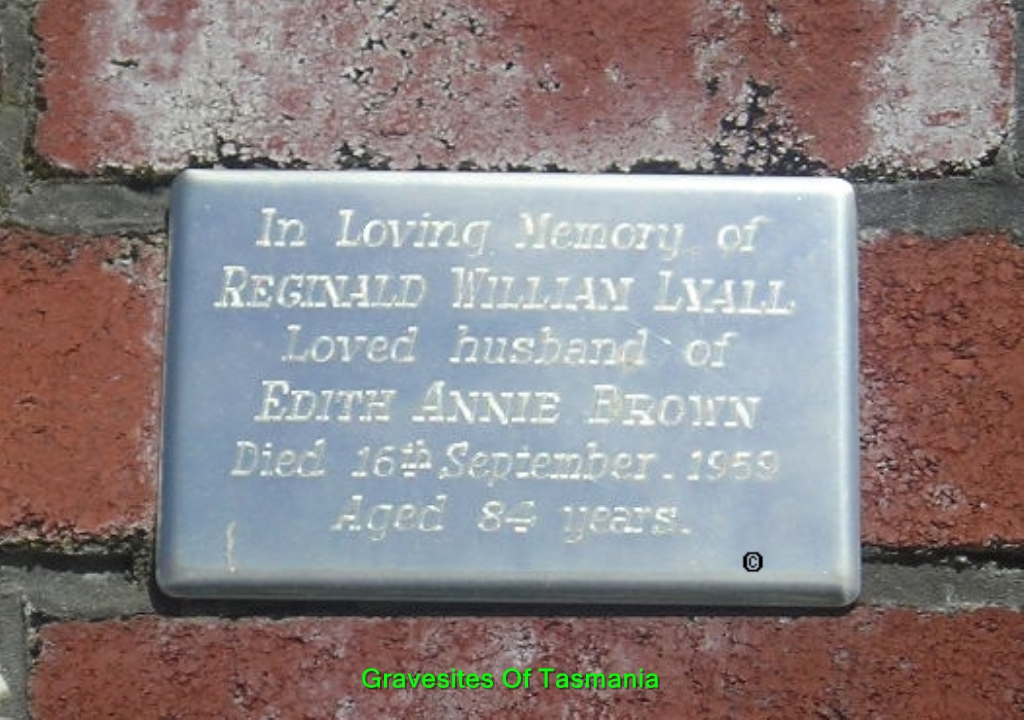 In Loving Memory of
REGINALD WILLIAM LYALL
Loved husband of
EDITH ANNIE BROWN
Died 16th September. 1959
Aged 84 years.
©
Gravesites Of Tasmania